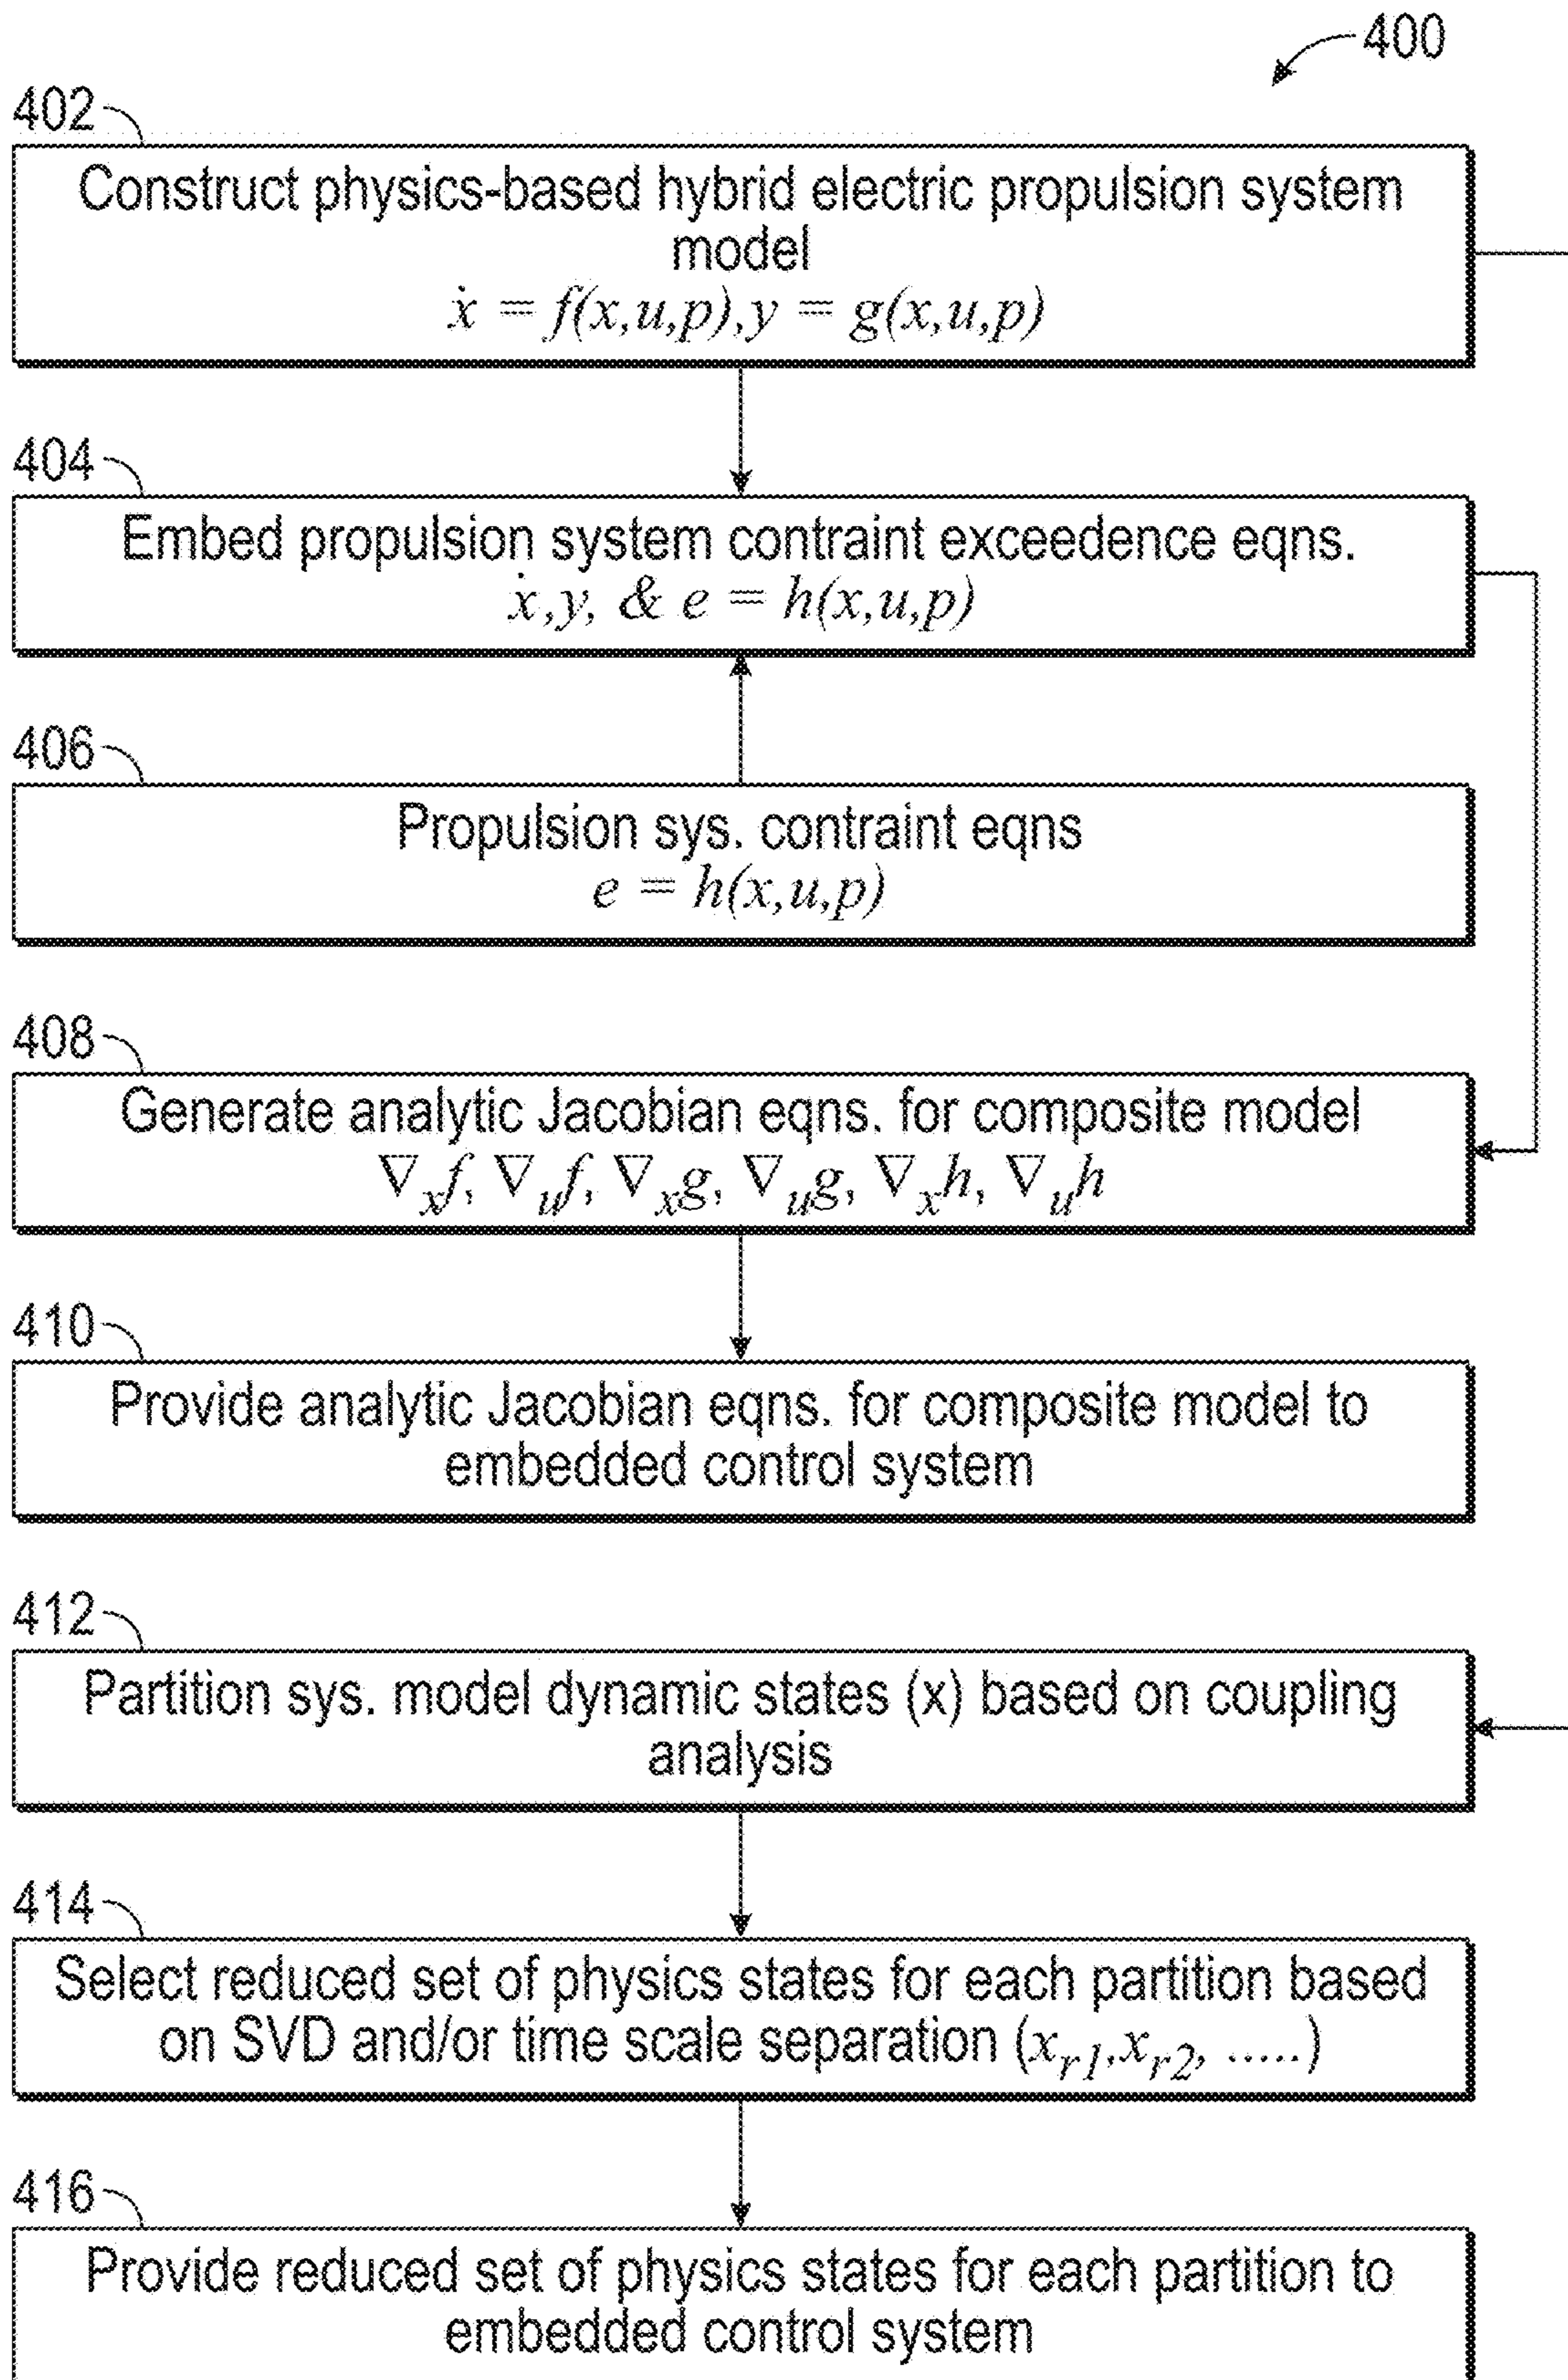 400
402
Construct physics-based hybrid electric propulsion system
model
ẋ = f(x,u,p),y = g(x,u,p)
404
Embed propulsion system contraint exceedence eqns.
ẋ,y, & e = h(x,u,p)
406
Propulsion sys. contraint eqns
e = h(x,u,p)
408
Generate analytic Jacobian eqns. for composite model
∇xf, ∇uf, ∇xg, ∇ug, ∇xh, ∇uh
410
Provide analytic Jacobian eqns. for composite model to
embedded control system
412
Partition sys. model dynamic states (x) based on coupling
analysis
414
Select reduced set of physics states for each partition based
on SVD and/or time scale separation (xr1,xr2, .....)
416
Provide reduced set of physics states for each partition to
embedded control system